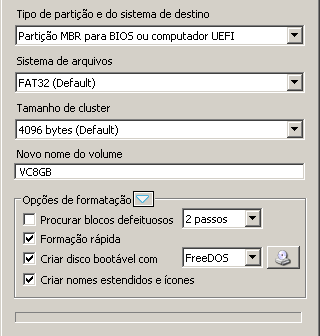 Tipo de partição e do sistema de destino
Partição MBR para BIOS ou computador UEFI
Sistema de arquivos
FAT32 (Default)
Tamanho de cluster
4096 bytes (Default)
Novo nome do volume
VC8GB
Opções de formatação
Procurar blocos defeituosos 2 passos
Formação rápida
Criar disco bootável com FreeDOS
Criar nomes estendidos e ícones